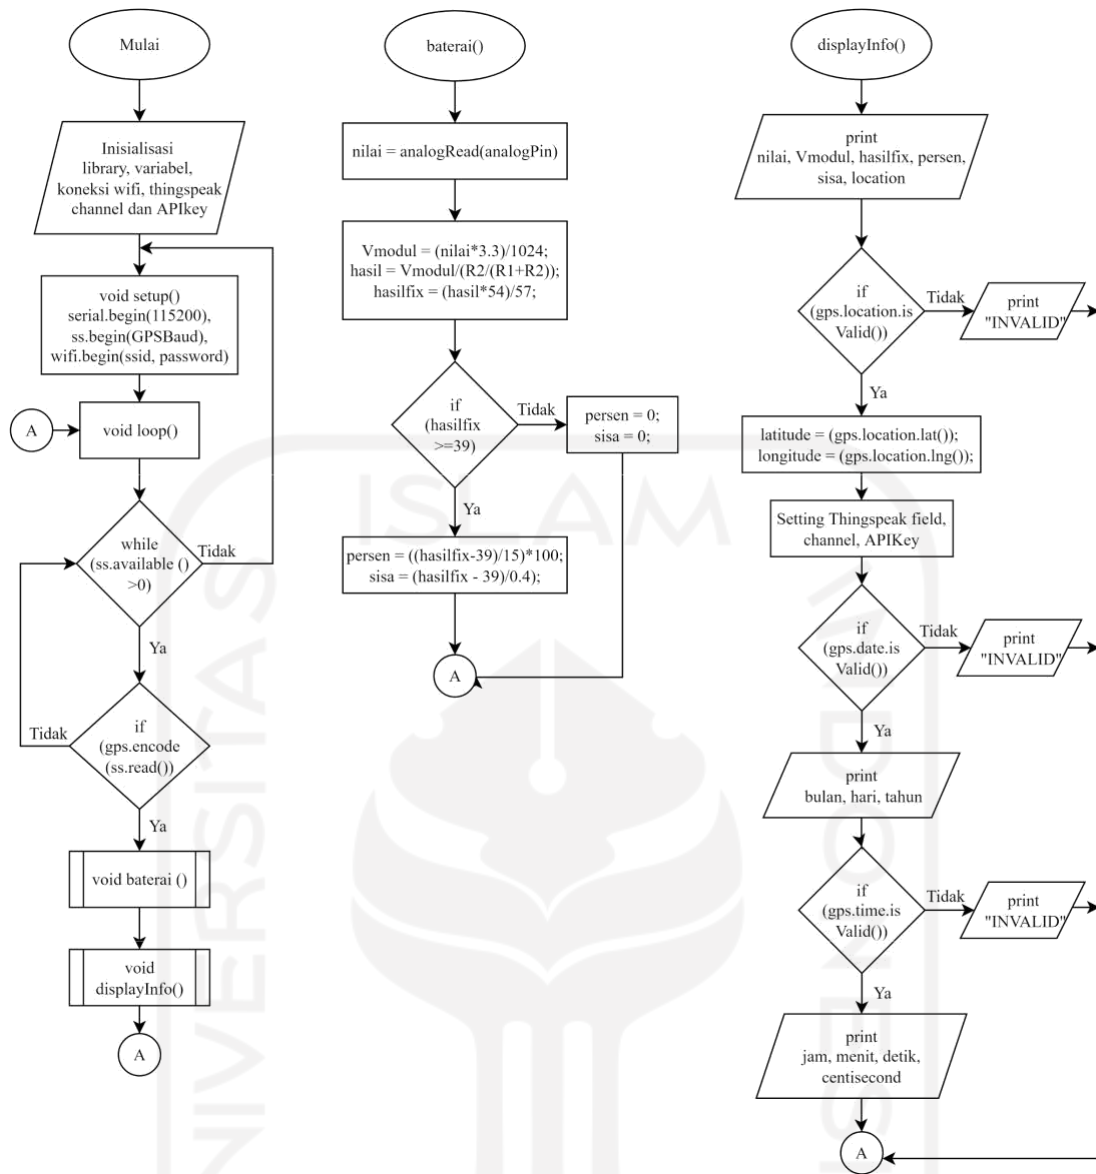 Mulai
Inisialisasi
library, variabel,
koneksi wifi, thingspeak
channel dan APIkey
void setup()
serial.begin(115200),
ss.begin(GPSBaud),
wifi.begin(ssid, password)
A
void loop()
while
(ss.available ()
>0)
Tidak
Ya
if
(gps.encode
(ss.read())
Tidak
Ya
void baterai ()
void
displayInfo()
A
baterai()
nilai = analogRead(analogPin)
Vmodul = (nilai*3.3)/1024;
hasil = Vmodul/(R2/(R1+R2));
hasilfix = (hasil*54)/57;
if
(hasilfix
>=39)
Tidak
persen = 0;
sisa = 0;
Ya
persen = ((hasilfix-39)/15)*100;
sisa = (hasilfix - 39)/0.4);
A
displayInfo()
print
nilai, Vmodul, hasilfix, persen,
sisa, location
if
(gps.location.is
Valid())
Tidak
print
"INVALID"
Ya
latitude = (gps.location.lat());
longitude = (gps.location.lng());
Setting Thingspeak field,
channel, APIKey
if
(gps.date.is
Valid())
Tidak
print
"INVALID"
Ya
print
bulan, hari, tahun
if
(gps.time.is
Valid())
Tidak
print
"INVALID"
Ya
print
jam, menit, detik,
centisecond
A
ISLAM
UNIVERSITAS
INDONESI